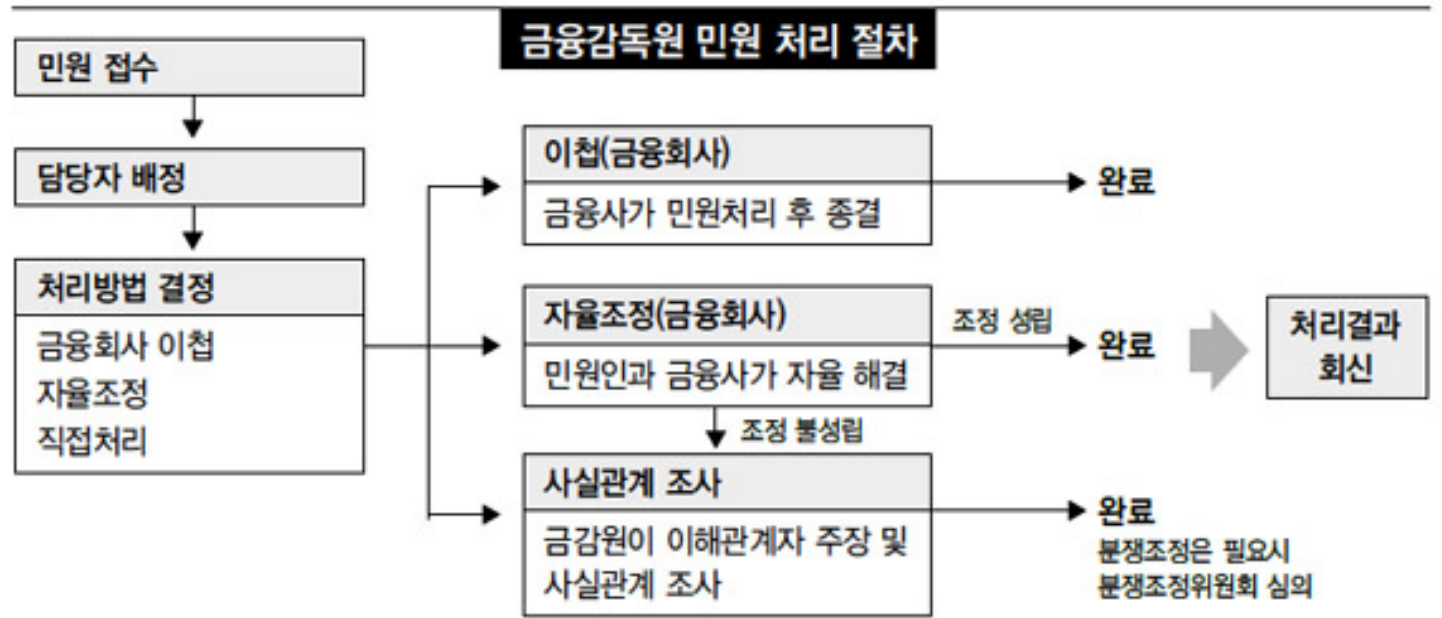 금융감독원 민원 처리 절차
민원 접수
담당자 배정
처리방법 결정
금융회사 이첩
자율조정
직접처리
이첩(금융회사)
금융사가 민원처리 후 종결
완료
자율조정(금융회사)
민원인과 금융사가 자율 해결
조정 성립
완료
조정 불성립
사실관계 조사
금감원이 이해관계자 주장 및
사실관계 조사
완료
분쟁조정은 필요시
분쟁조정위원회 심의
처리결과
회신